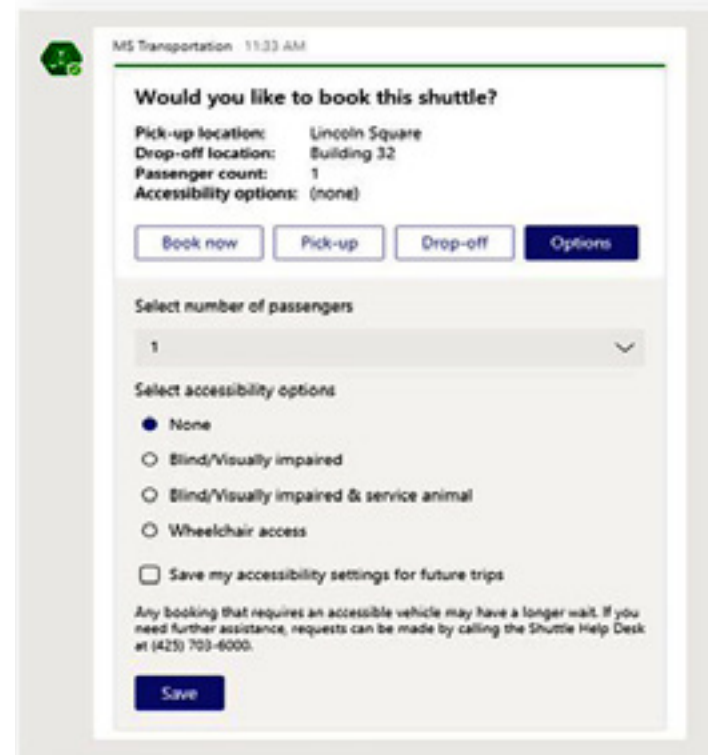 MS Transportation 11:33 AM
Would you like to book this shuttle?
Pick-up location: Lincoln Square
Drop-off location: Building 32
Passenger count: 1
Accessibility options: (none)
Book now Pick-up Drop-off Options
Select number of passengers
1
Select accessibility options
None
Blind/Visually impaired
Blind/Visually impaired & service animal
Wheelchair access
Save my accessibility settings for future trips
Any booking that requires an accessible vehicle may have a longer wait. If you
need further assistance, requests can be made by calling the Shuttle Help Desk
at (425) 703-6000.
Save